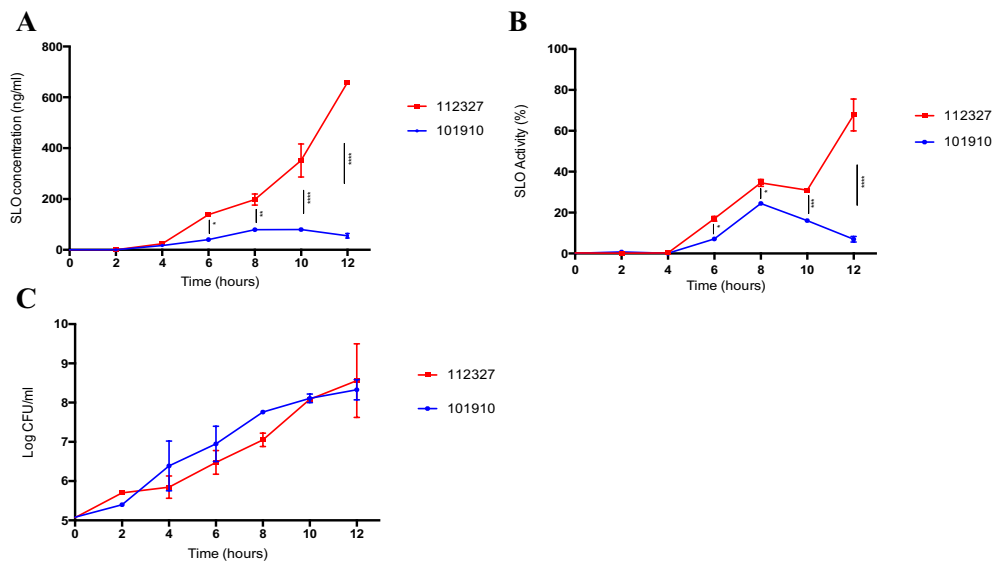 A
SLO concentration (ng/ml)
800
600
400
200
0
0 2 4 6 8 10 12
Time (hours)
*
**
****
****
112327
101910
B
SLO Activity (%)
100
80
60
40
20
0
0 2 4 6 8 10 12
Time (hours)
*
*
***
****
112327
101910
C
Log CFU/ml
10
9
8
7
6
5
0 2 4 6 8 10 12
Time (hours)
112327
101910